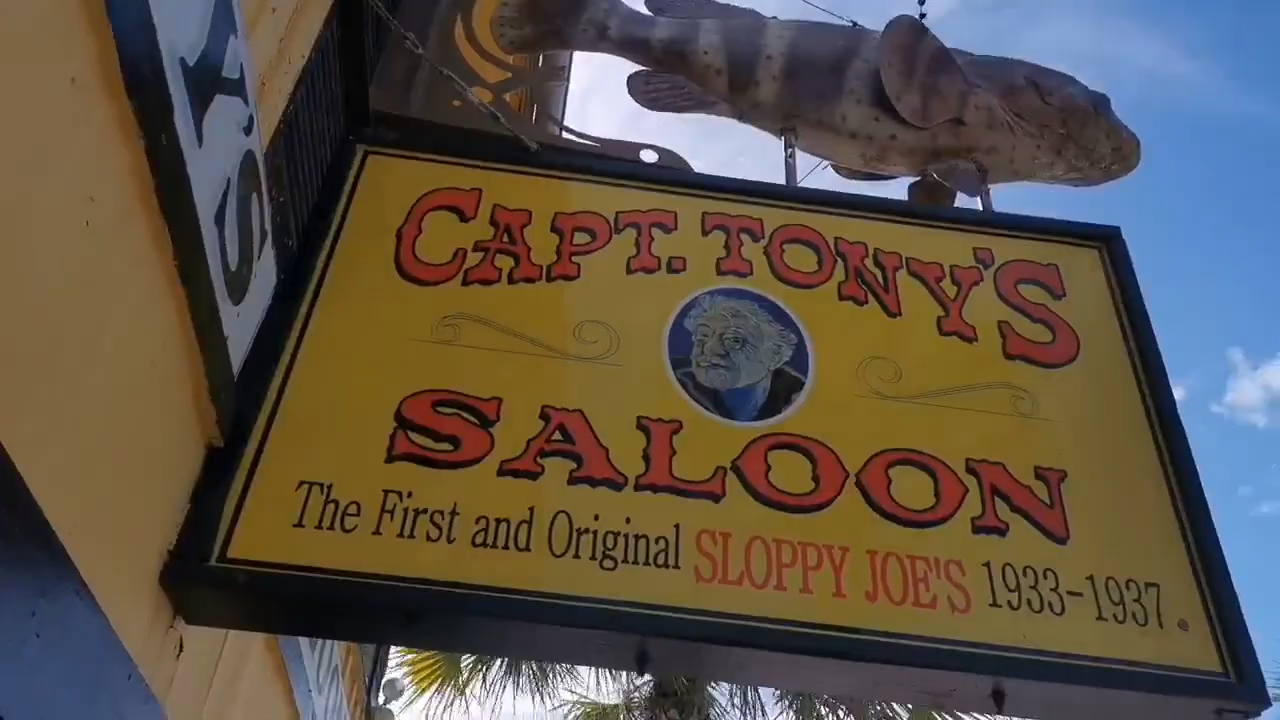 CAPT. TONY'S
SALOON
The First and Original SLOPPY JOE'S 1933-1937
Y'S